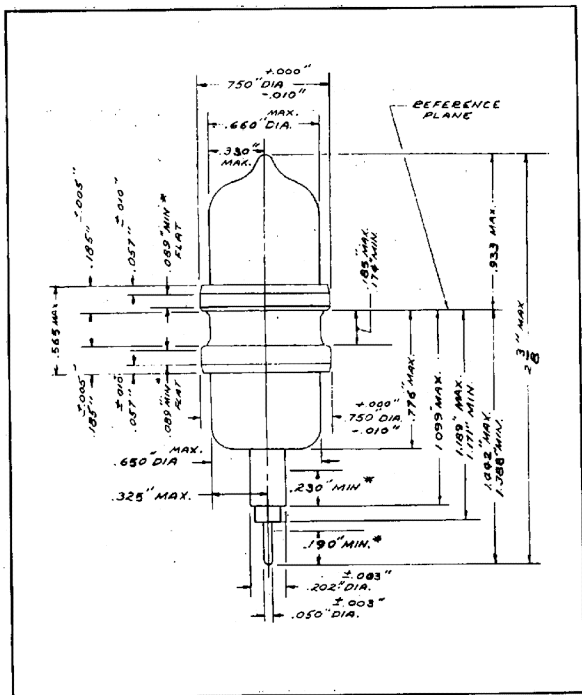 +.000"
.750" DIA
-.010"
REFERENCE
PLANE
MAX.
.660" DIA.
.330"
MAX.
.185" ±.005"
.057" ±.010"
.089" MIN*
FLAT
.185" MAX.
.174" MIN.
.933 MAX.
2 3/8" MAX
.565 MAX
.185" ±.005"
.057" ±.010"
.089" MIN*
FLAT
+.000"
.750" DIA.
-.010"
.776" MAX.
1.099" MAX.
1.189" MAX.
1.171" MIN.
MAX.
.650" DIA
.325" MAX.
.230" MIN*
1.388" MIN.
.190" MIN.*
±.003"
.202" DIA.
±.003"
.050" DIA.